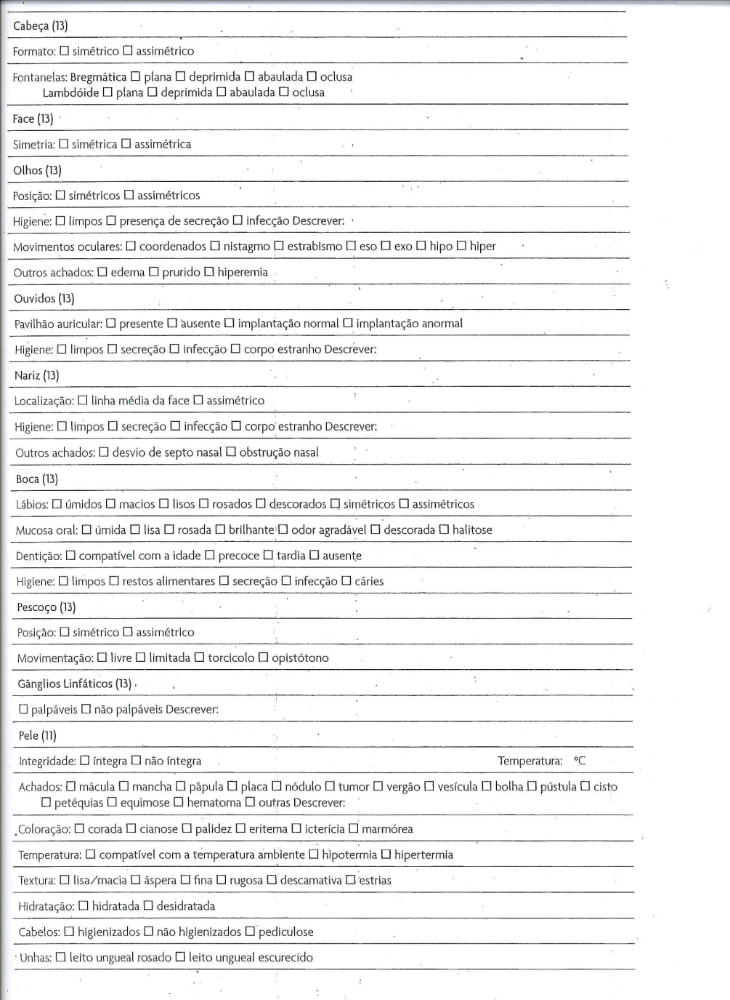 Cabeça (13)
Formato: ☐ simétrico ☐ assimétrico
Fontanelas: Bregmática ☐ plana ☐ deprimida ☐ abaulada ☐ oclusa
Lambdóide ☐ plana ☐ deprimida ☐ abaulada ☐ oclusa
Face (13)
Simetria: ☐ simétrica ☐ assimétrica
Olhos (13)
Posição: ☐ simétricos ☐ assimétricos
Higiene: ☐ limpos ☐ presença de secreção ☐ infecção Descrever:
Movimentos oculares: ☐ coordenados ☐ nistagmo ☐ estrabismo ☐ eso ☐ exo ☐ hipo ☐ hiper
Outros achados: ☐ edema ☐ prurido ☐ hiperemia
Ouvidos (13)
Pavilhão auricular: ☐ presente ☐ ausente ☐ implantação normal ☐ implantação anormal
Higiene: ☐ limpos ☐ secreção ☐ infecção ☐ corpo estranho Descrever:
Nariz (13)
Localização: ☐ linha média da face ☐ assimétrico
Higiene: ☐ limpos ☐ secreção ☐ infecção ☐ corpo estranho Descrever:
Outros achados: ☐ desvio de septo nasal ☐ obstrução nasal
Boca (13)
Lábios: ☐ úmidos ☐ macios ☐ lisos ☐ rosados ☐ descorados ☐ simétricos ☐ assimétricos
Mucosa oral: ☐ úmida ☐ lisa ☐ rosada ☐ brilhante ☐ odor agradável ☐ descorada ☐ halitose
Dentição: ☐ compatível com a idade ☐ precoce ☐ tardia ☐ ausente
Higiene: ☐ limpos ☐ restos alimentares ☐ secreção ☐ infecção ☐ cáries
Pescoço (13)
Posição: ☐ simétrico ☐ assimétrico
Movimentação: ☐ livre ☐ limitada ☐ torcicolo ☐ opistótono
Gânglios Linfáticos (13)
☐ palpáveis ☐ não palpáveis Descrever:
Pele (11)
Integridade: ☐ íntegra ☐ não íntegra Temperatura: ºC
Achados: ☐ mácula ☐ mancha ☐ pápula ☐ placa ☐ nódulo ☐ tumor ☐ vergão ☐ vesícula ☐ bolha ☐ pústula ☐ cisto
☐ petéquias ☐ equimose ☐ hematoma ☐ outras Descrever:
Coloração: ☐ corada ☐ cianose ☐ palidez ☐ eritema ☐ icterícia ☐ marmórea
Temperatura: ☐ compatível com a temperatura ambiente ☐ hipotermia ☐ hipertermia
Textura: ☐ lisa/macia ☐ áspera ☐ fina ☐ rugosa ☐ descamativa ☐ estrias
Hidratação: ☐ hidratada ☐ desidratada
Cabelos: ☐ higienizados ☐ não higienizados ☐ pediculose
Unhas: ☐ leito ungueal rosado ☐ leito ungueal escurecido